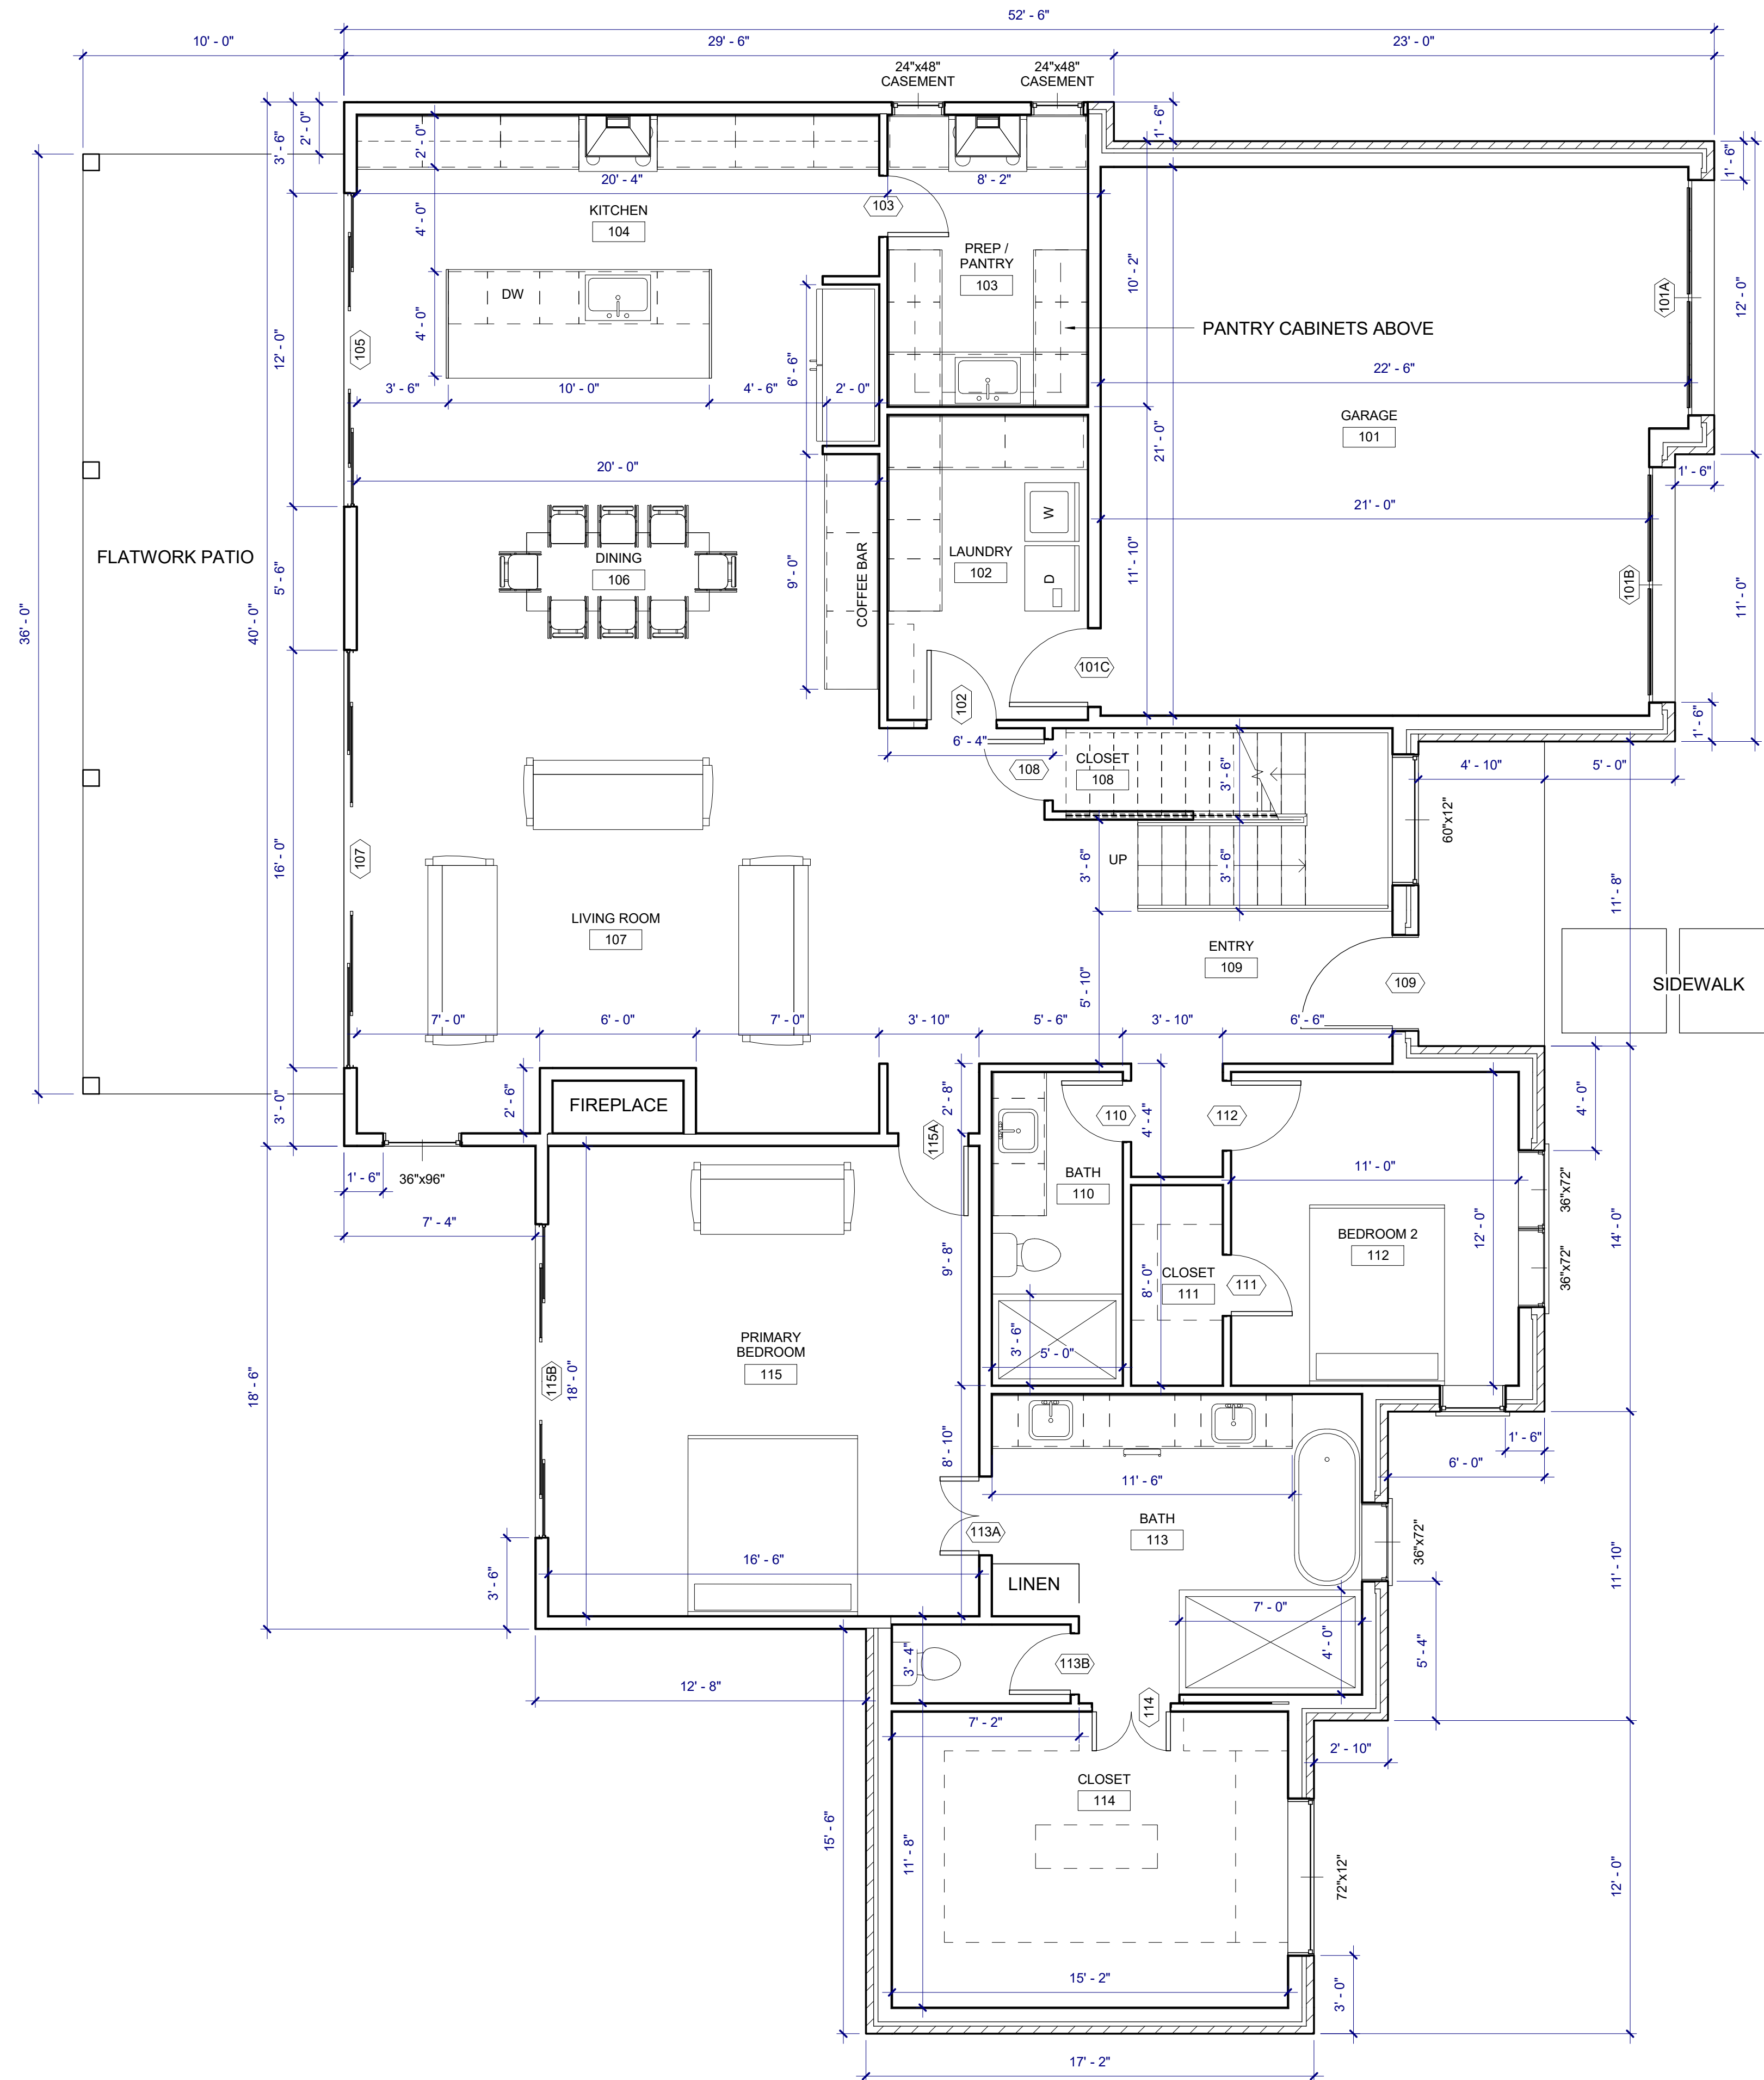 52' - 6"
10' - 0"
29' - 6"
23' - 0"
24"x48"
CASEMENT
24"x48"
CASEMENT
3' - 6"
2' - 0"
2' - 0"
1' - 6"
1' - 6"
20' - 4"
8' - 2"
103
KITCHEN
104
4' - 0"
PREP /
PANTRY
103
10' - 2"
101A
12' - 0"
DW
PANTRY CABINETS ABOVE
105
12' - 0"
4' - 0"
6' - 6"
22' - 6"
3' - 6"
10' - 0"
4' - 6"
2' - 0"
GARAGE
101
21' - 0"
20' - 0"
1' - 6"
W
21' - 0"
FLATWORK PATIO
DINING
106
COFFEE BAR
LAUNDRY
102
D
11' - 10"
101B
36' - 0"
40' - 0"
5' - 6"
9' - 0"
11' - 0"
101C
102
6' - 4"
1' - 6"
108
CLOSET
108
3' - 6"
4' - 10"
5' - 0"
60"x12"
107
16' - 0"
UP
3' - 6"
3' - 6"
11' - 8"
LIVING ROOM
107
ENTRY
109
109
SIDEWALK
5' - 10"
7' - 0"
6' - 0"
7' - 0"
3' - 10"
5' - 6"
3' - 10"
6' - 6"
3' - 0"
2' - 6"
FIREPLACE
2' - 8"
115A
110
112
4' - 4"
4' - 0"
1' - 6"
36"x96"
7' - 4"
BATH
110
11' - 0"
36"x72"
BEDROOM 2
112
12' - 0"
14' - 0"
9' - 8"
CLOSET
111
111
8' - 0"
36"x72"
PRIMARY
BEDROOM
115
3' - 6"
5' - 0"
18' - 6"
115B
18' - 0"
8' - 10"
1' - 6"
6' - 0"
11' - 6"
113A
BATH
113
36"x72"
16' - 6"
3' - 6"
LINEN
11' - 10"
7' - 0"
4' - 0"
5' - 4"
3' - 4"
113B
12' - 8"
114
7' - 2"
2' - 10"
CLOSET
114
15' - 6"
11' - 8"
72"x12"
12' - 0"
15' - 2"
3' - 0"
17' - 2"